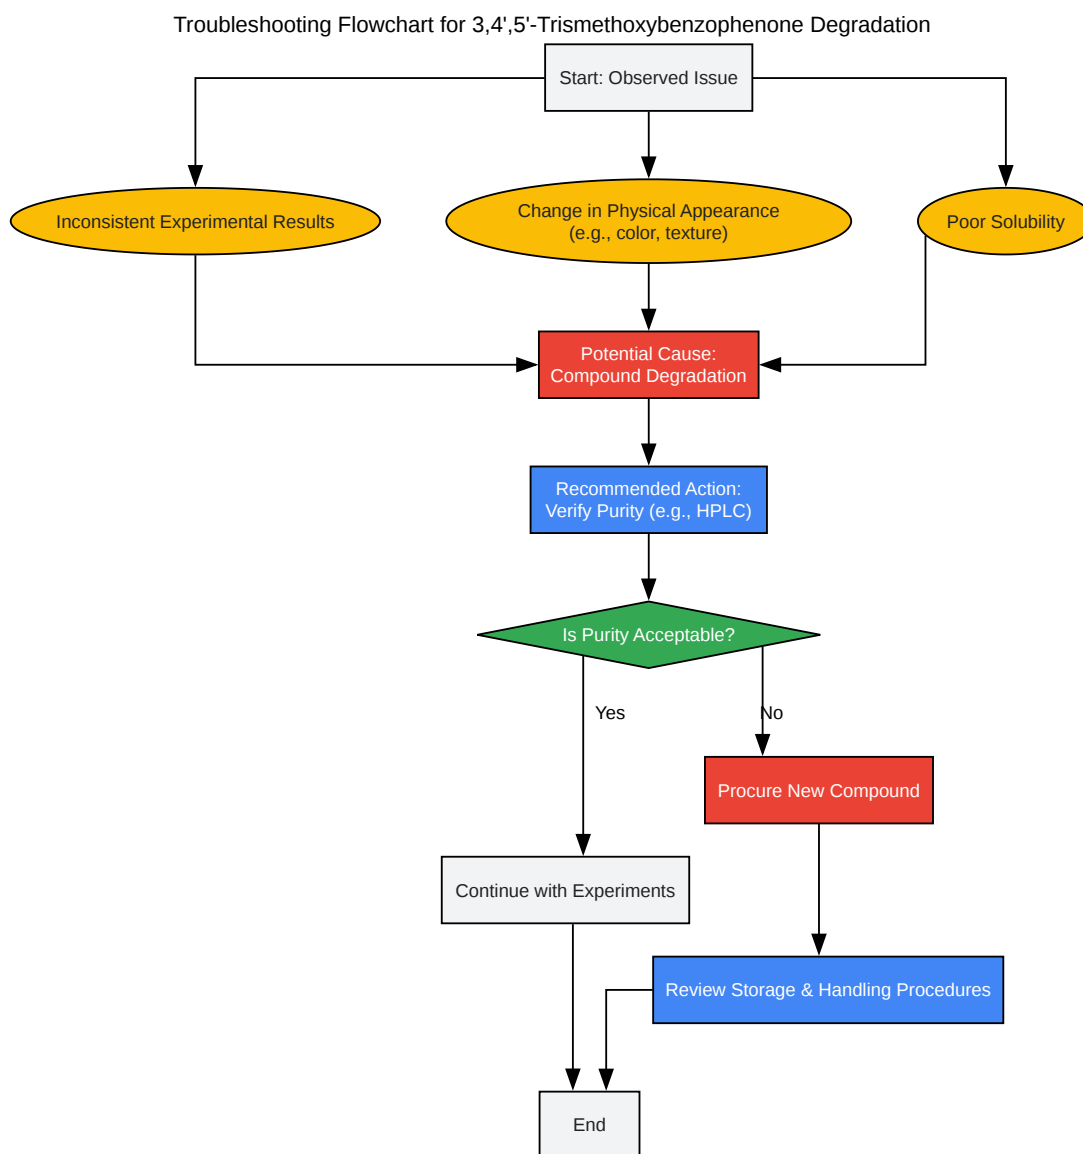 Troubleshooting Flowchart for 3,4',5'-Trismethoxybenzophenone Degradation
Start: Observed Issue
Inconsistent Experimental Results
Change in Physical Appearance
(e.g., color, texture)
Poor Solubility
Potential Cause:
Compound Degradation
Recommended Action:
Verify Purity (e.g., HPLC)
Is Purity Acceptable?
Yes
No
Procure New Compound
Continue with Experiments
Review Storage & Handling Procedures
End